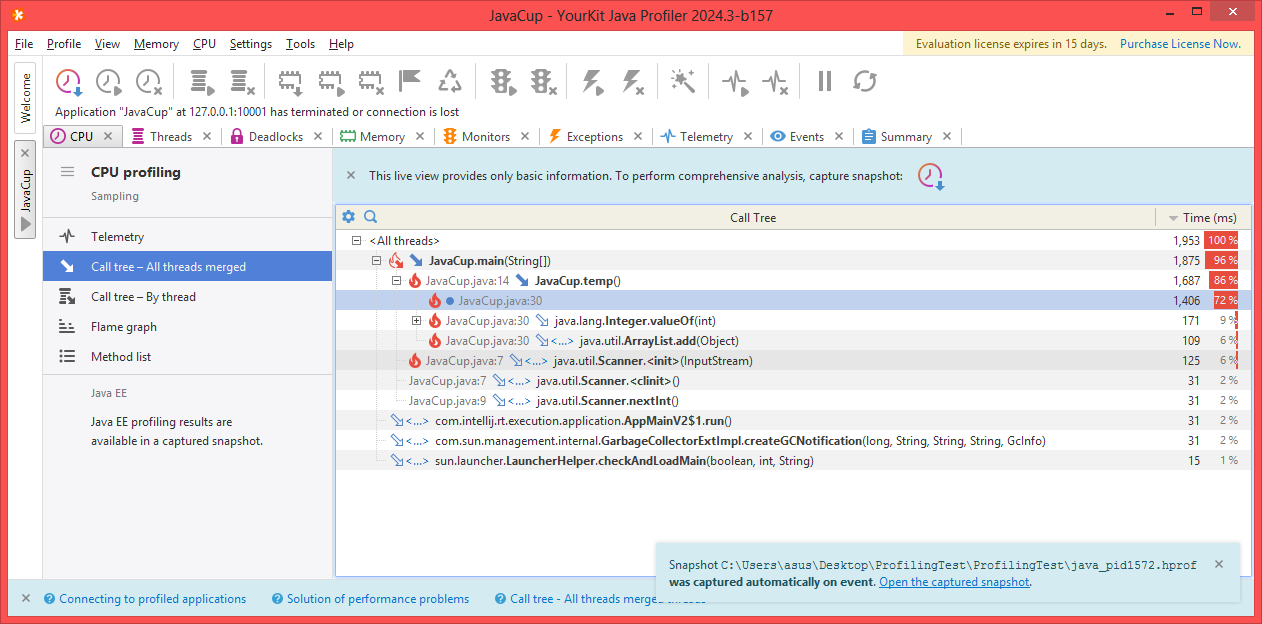 JavaCup - YourKit Java Profiler 2024.3-b157
File Profile View Memory CPU Settings Tools Help
Evaluation license expires in 15 days. Purchase License Now.
Welcome
JavaCup
Application "JavaCup" at 127.0.0.1:10001 has terminated or connection is lost
CPU Threads Deadlocks Memory Monitors Exceptions Telemetry Events Summary
CPU profiling
Sampling
Telemetry
Call tree – All threads merged
Call tree – By thread
Flame graph
Method list
Java EE
Java EE profiling results are
available in a captured snapshot.
This live view provides only basic information. To perform comprehensive analysis, capture snapshot:
Call Tree Time (ms)
<All threads> 1,953 100 %
JavaCup.main(String[]) 1,875 96 %
JavaCup.java:14 JavaCup.temp() 1,687 86 %
JavaCup.java:30 1,406 72 %
JavaCup.java:30 java.lang.Integer.valueOf(int) 171 9 %
JavaCup.java:30 <...> java.util.ArrayList.add(Object) 109 6 %
JavaCup.java:7 <...> java.util.Scanner.<init>(InputStream) 125 6 %
JavaCup.java:7 <...> java.util.Scanner.<clinit>() 31 2 %
JavaCup.java:9 <...> java.util.Scanner.nextInt() 31 2 %
<...> com.intellij.rt.execution.application.AppMainV2$1.run() 31 2 %
<...> com.sun.management.internal.GarbageCollectorExtImpl.createGCNotification(long, String, String, String, GcInfo) 31 2 %
<...> sun.launcher.LauncherHelper.checkAndLoadMain(boolean, int, String) 15 1 %
Snapshot C:\Users\asus\Desktop\ProfilingTest\ProfilingTest\java_pid1572.hprof
was captured automatically on event. Open the captured snapshot.
Connecting to profiled applications Solution of performance problems Call tree - All threads merged